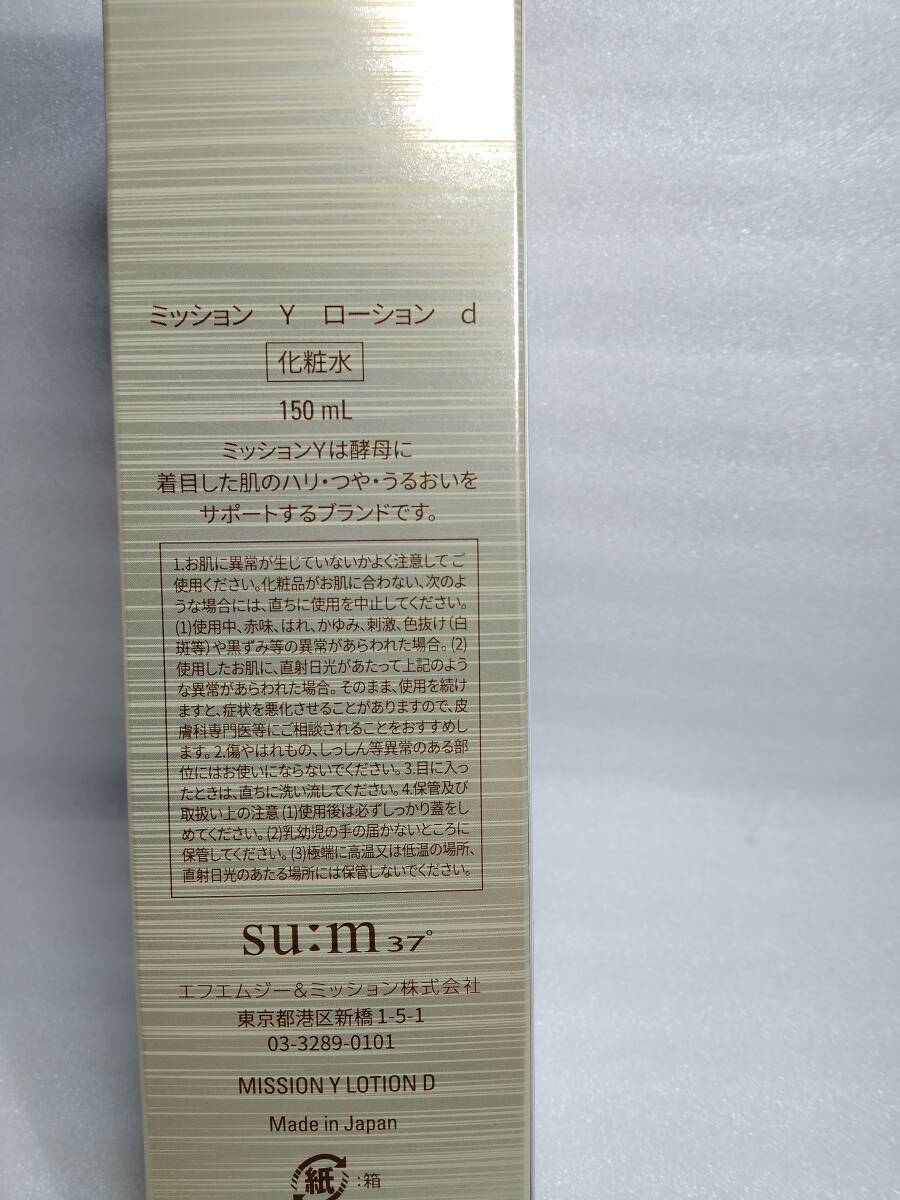 ミッション Y ローション d
化粧水
150 mL
ミッションYは酵母に
着目した肌のハリ・つや・うるおいを
サポートするブランドです。
1.お肌に異常が生じていないかよく注意してご
使用ください。化粧品がお肌に合わない、次のよ
うな場合には、直ちに使用を中止してください。
(1)使用中、赤味、はれ、かゆみ、刺激、色抜け(白
斑等)や黒ずみ等の異常があらわれた場合。(2)
使用したお肌に、直射日光があたって上記のよう
な異常があらわれた場合。そのまま、使用を続け
ますと、症状を悪化させることがありますので、皮
膚科専門医等にご相談されることをおすすめしま
す。2.傷やはれもの、しっしん等異常のある部
位にはお使いにならないでください。3.目に入っ
たときは、直ちに洗い流してください。4.保管及び
取扱い上の注意 (1)使用後は必ずしっかり蓋をし
めてください。(2)乳幼児の手の届かないところに
保管してください。(3)極端に高温又は低温の場所、
直射日光のあたる場所には保管しないでください。
su:m37°
エフエムジー&ミッション株式会社
東京都港区新橋1-5-1
03-3289-0101
MISSION Y LOTION D
Made in Japan
紙:箱